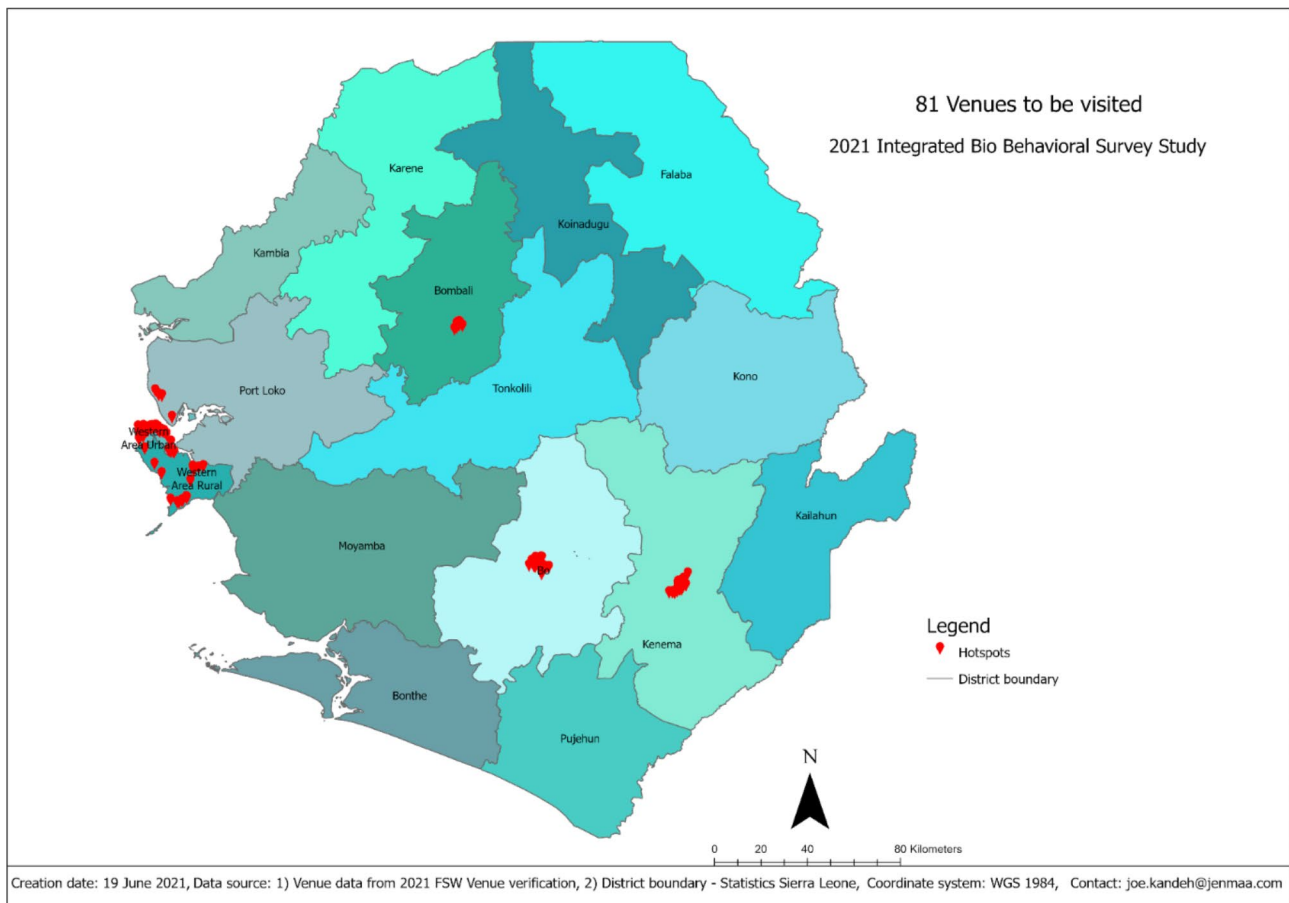 81 Venues to be visited
2021 Integrated Bio Behavioral Survey Study
Karene
Falaba
Koinadugu
Kambia
Bombali
Kono
Port Loko
Tonkolili
Western
Area Urban
Western
Area Rural
Kailahun
Moyamba
Bo
Kenema
Bonthe
Pujehun
Legend
Hotspots
District boundary
N
0 20 40 80 Kilometers
Creation date: 19 June 2021, Data source: 1) Venue data from 2021 FSW Venue verification, 2) District boundary - Statistics Sierra Leone, Coordinate system: WGS 1984, Contact: joe.kandeh@jenmaa.com